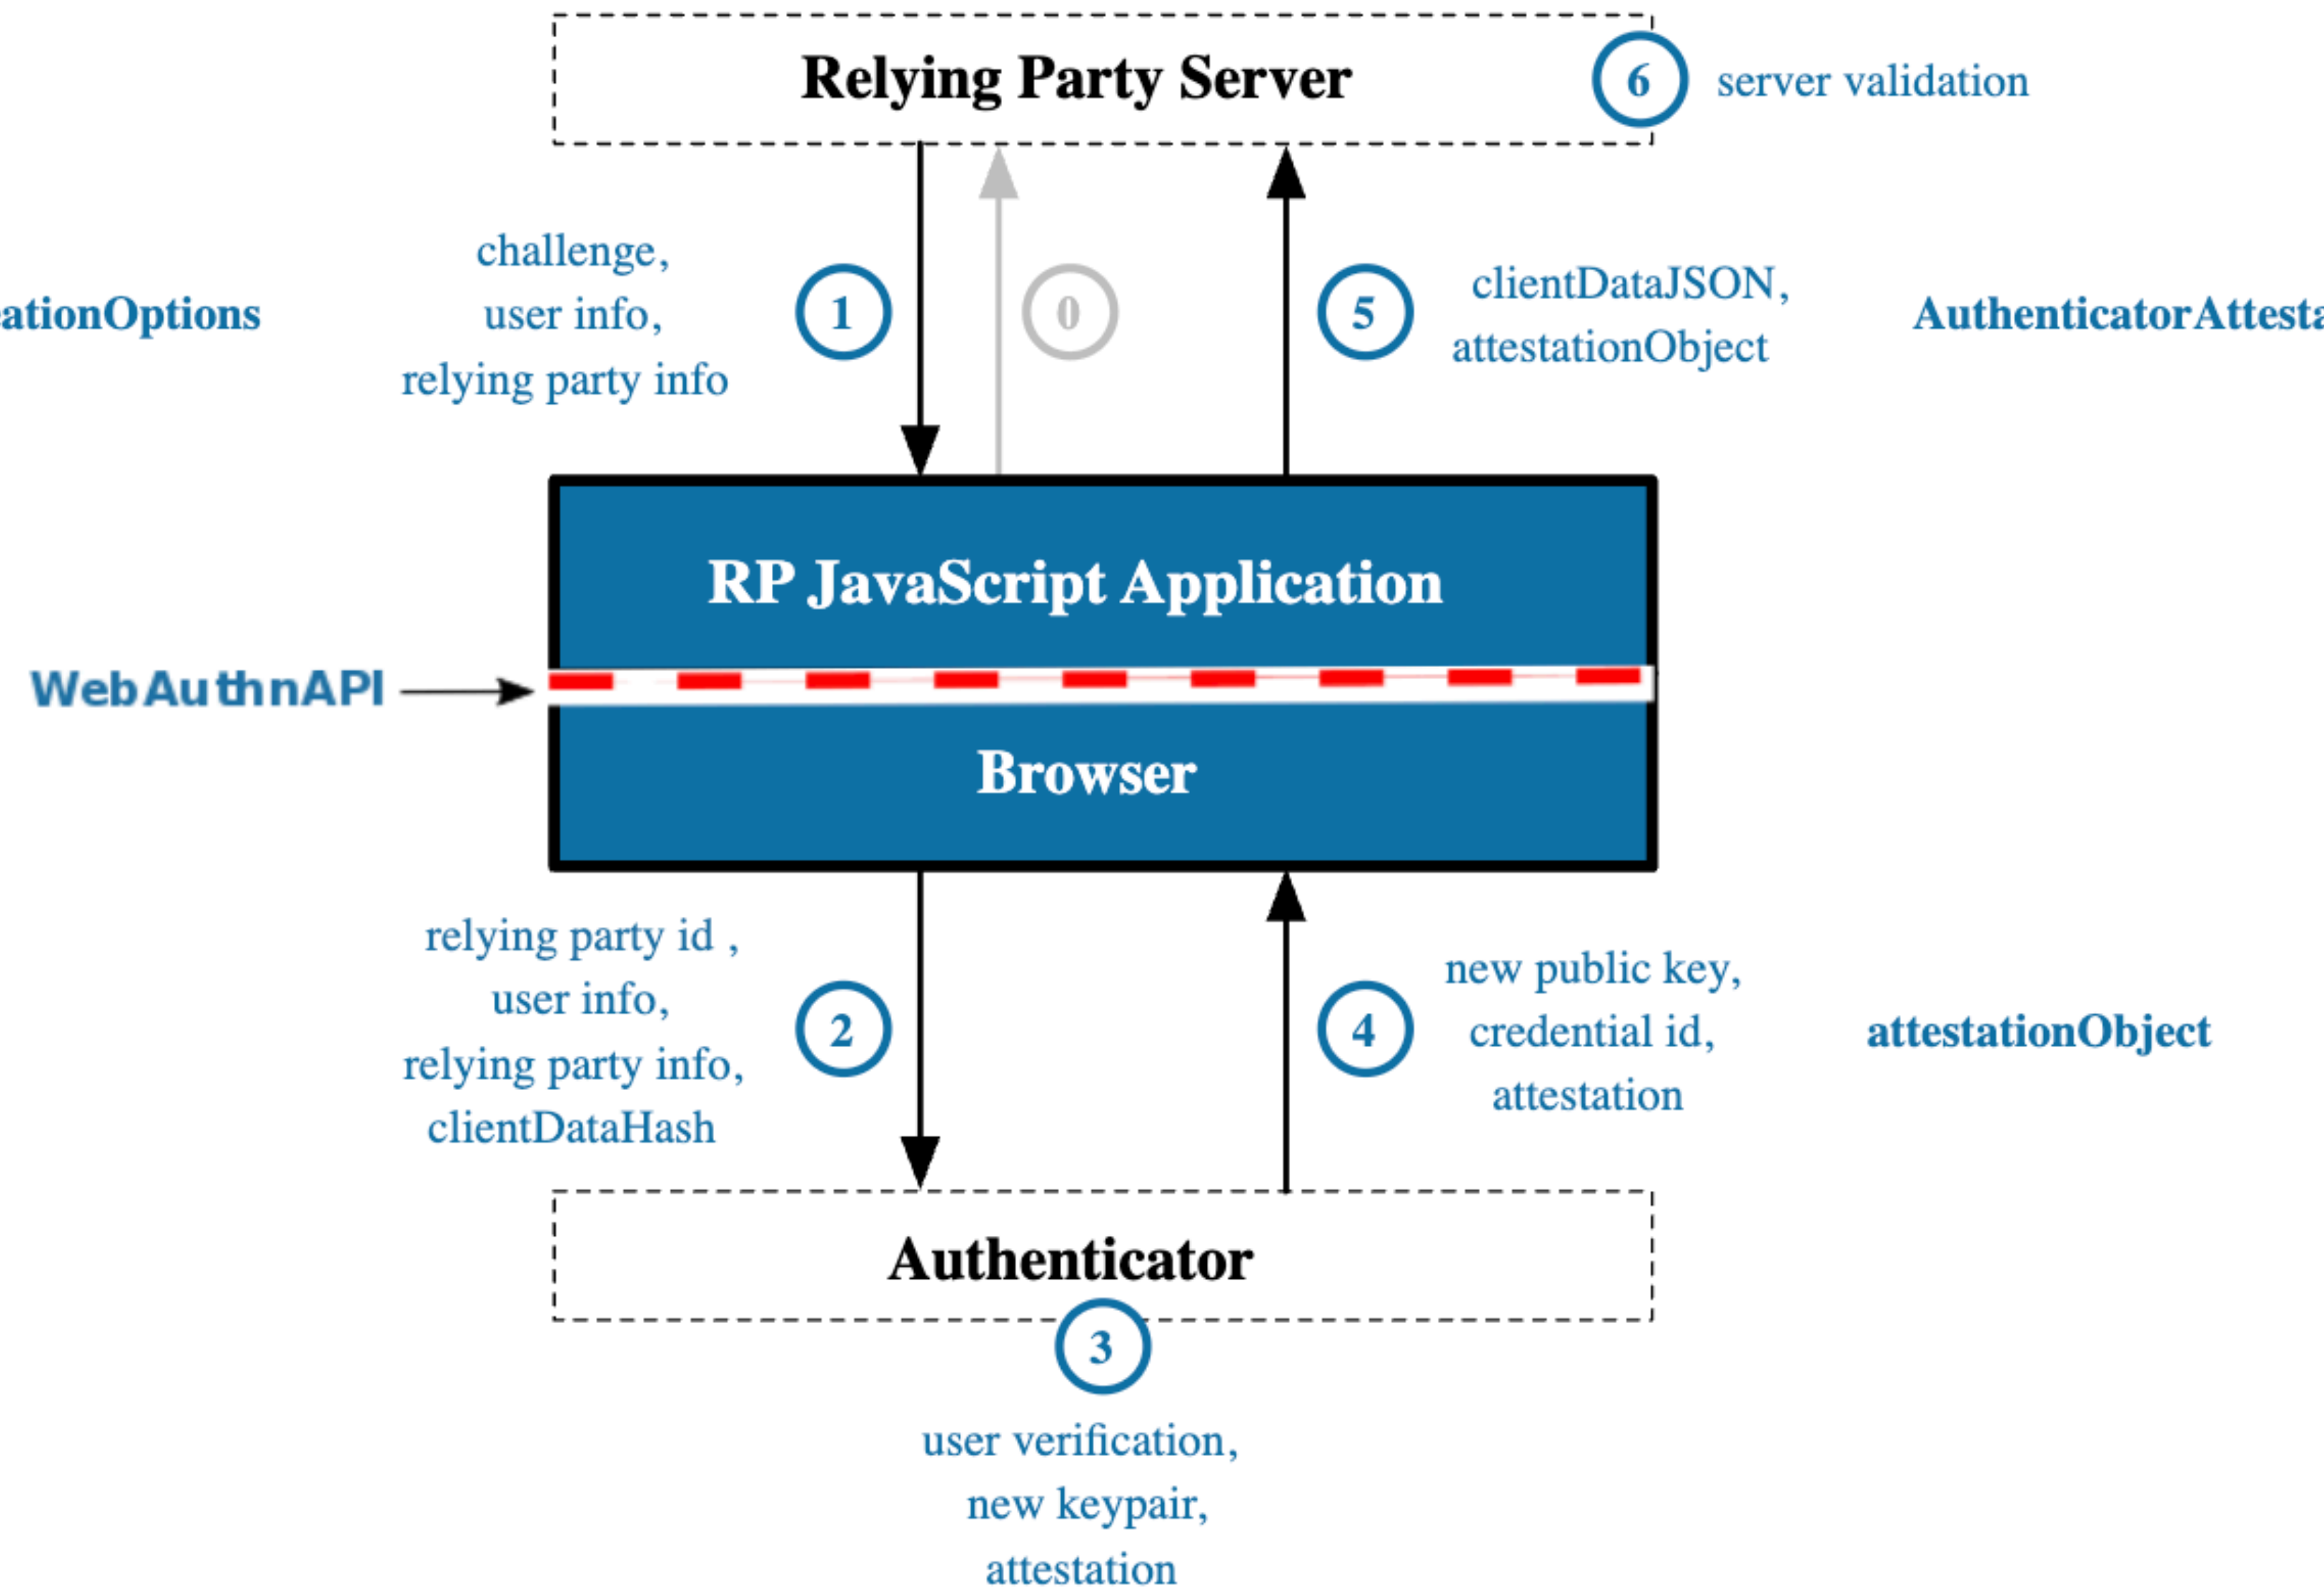 Relying Party Server
6
server validation
challenge,
user info,
relying party info
ationOptions
1
0
5
clientDataJSON,
attestationObject
AuthenticatorAttesta
RP JavaScript Application
WebAuthnAPI
Browser
relying party id ,
user info,
relying party info,
clientDataHash
2
4
new public key,
credential id,
attestation
attestationObject
Authenticator
3
user verification,
new keypair,
attestation